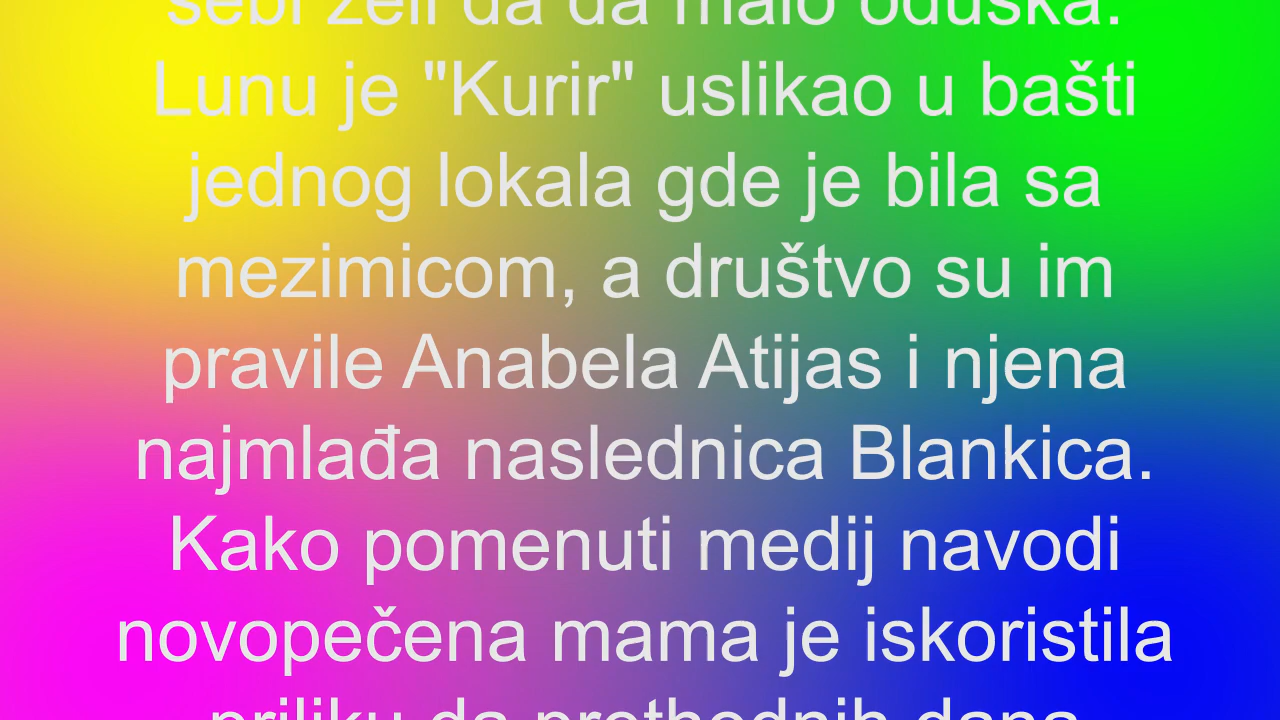 sebi želi da da malo oduška.
Lunu je "Kurir" uslikao u bašti
jednog lokala gde je bila sa
mezimicom, a društvo su im
pravile Anabela Atijas i njena
najmlađa naslednica Blankica.
Kako pomenuti medij navodi
novopečena mama je iskoristila
priliku da prethodnih dana